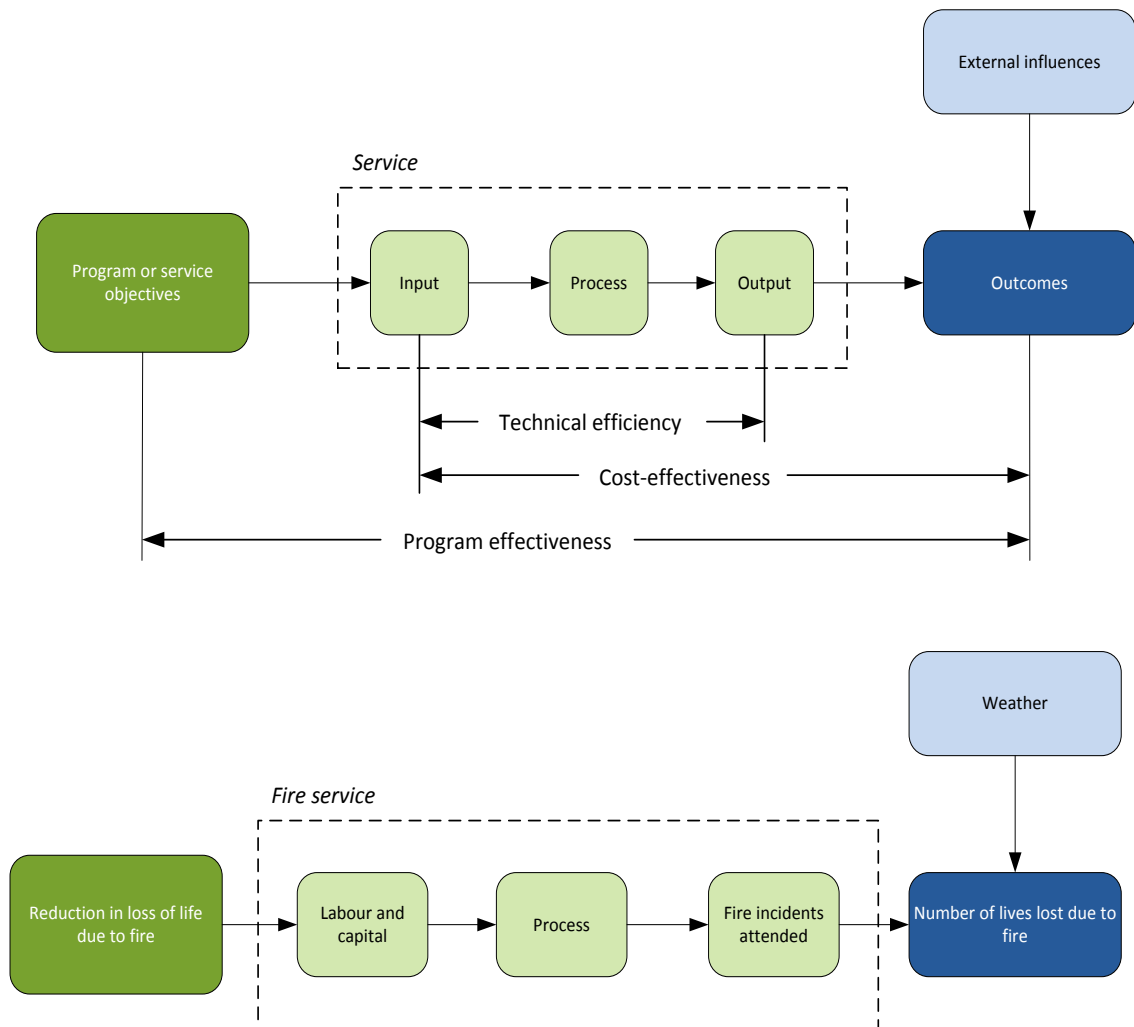 External influences
Service
Program or service
objectives
Input
Process
Output
Outcomes
Technical efficiency
Cost-effectiveness
Program effectiveness
Weather
Fire service
Reduction in loss of life
due to fire
Labour and
capital
Process
Fire incidents
attended
Number of lives lost due to
fire